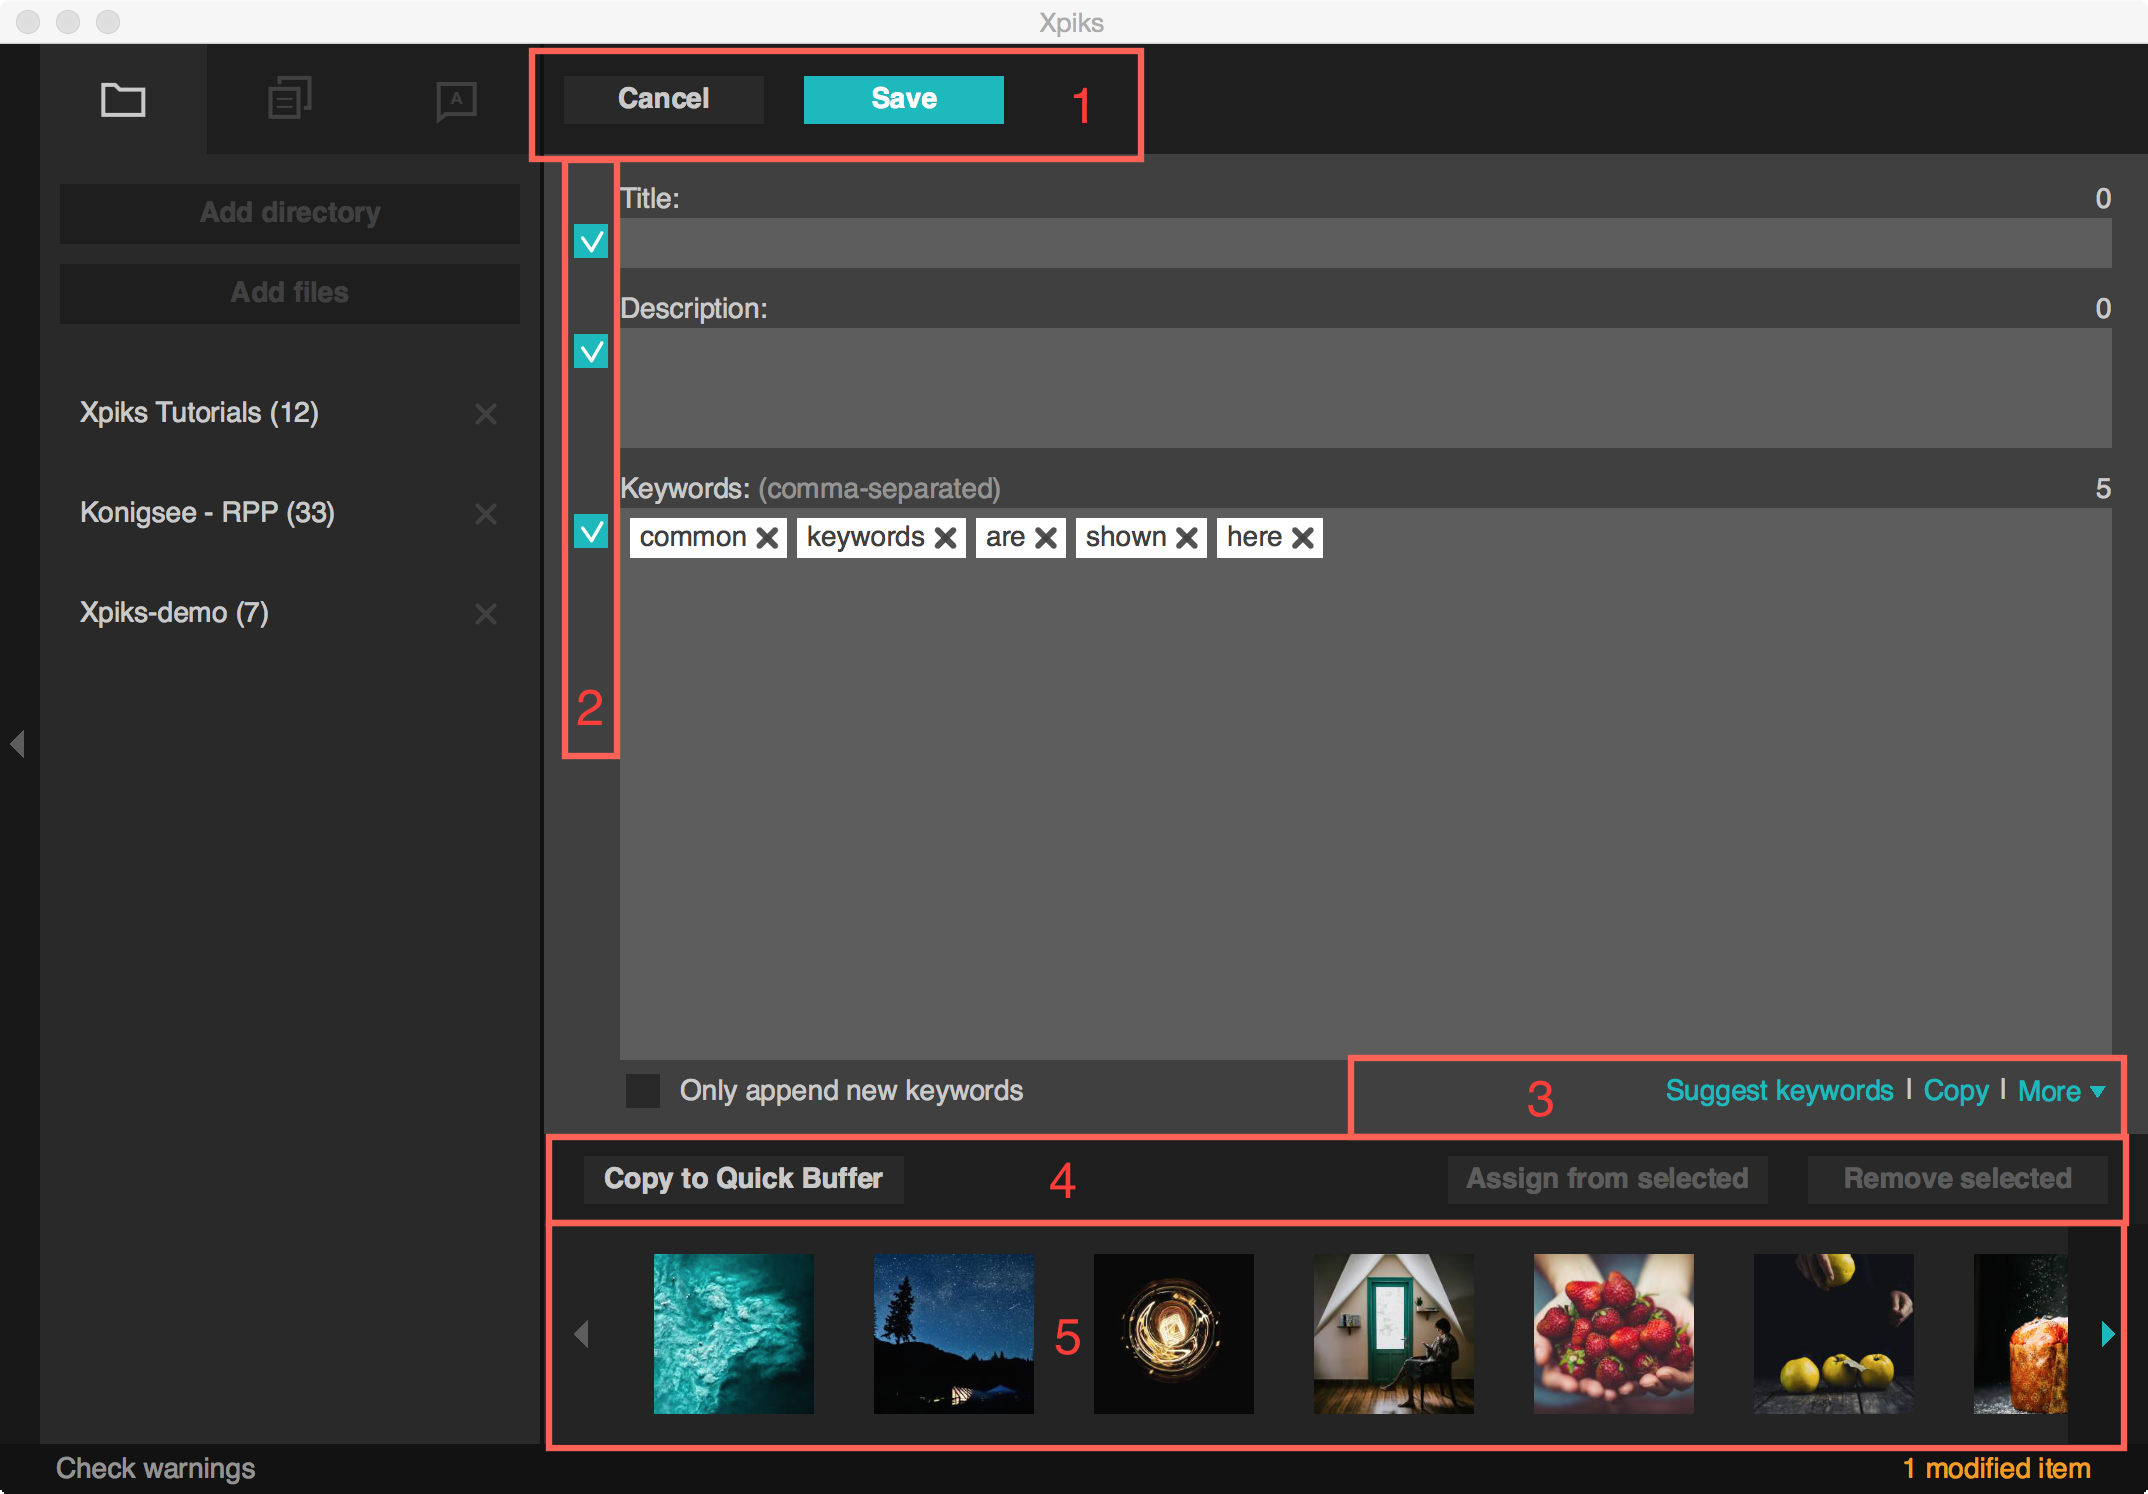 Xpiks
Cancel Save 1
Add directory
Add files
Xpiks Tutorials (12)
Konigsee - RPP (33)
Xpiks-demo (7)
Title: 0
Description: 0
Keywords: (comma-separated) 5
common keywords are shown here
2
Only append new keywords 3 Suggest keywords | Copy | More
Copy to Quick Buffer 4 Assign from selected Remove selected
5
Check warnings 1 modified item
A